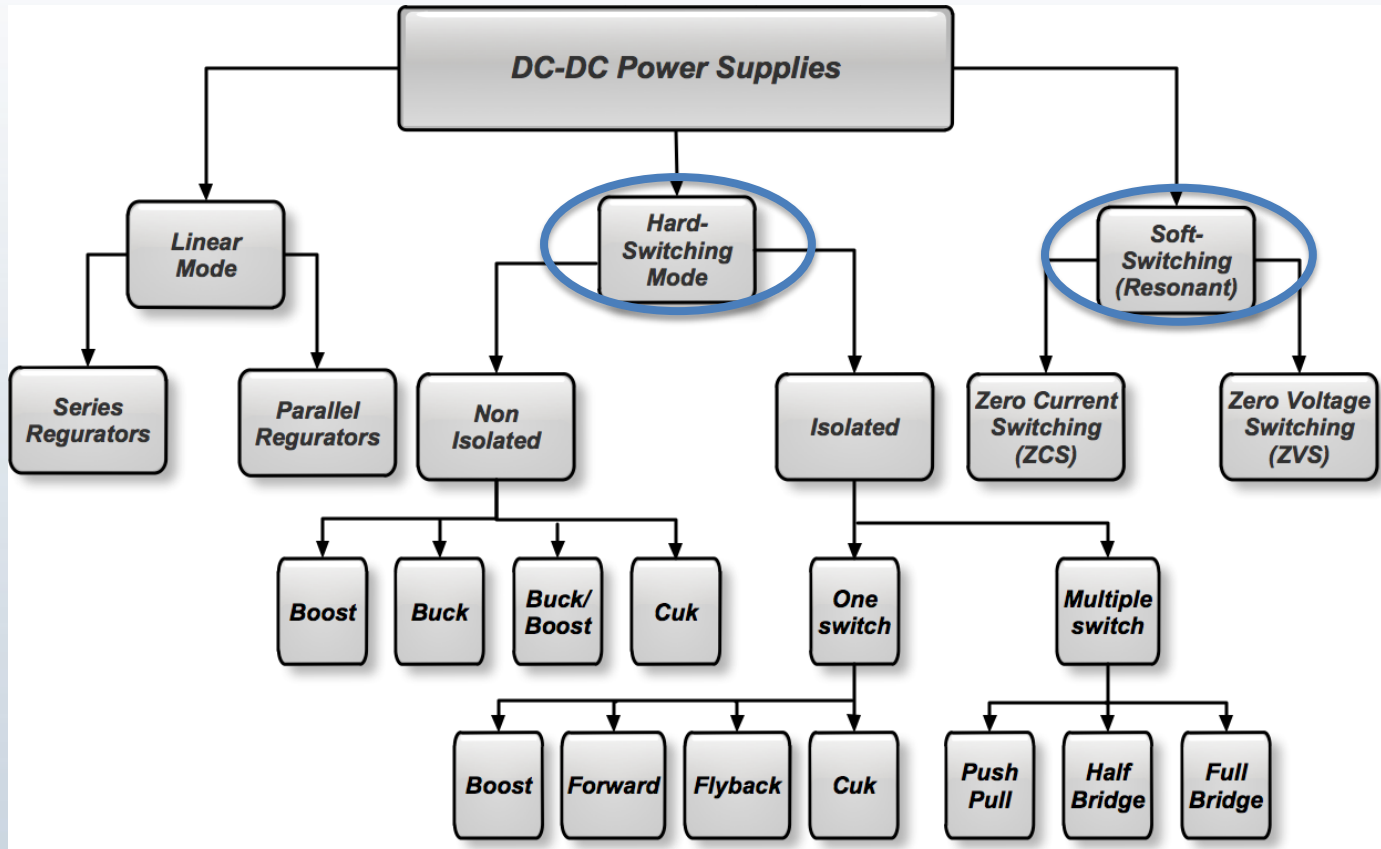 DC-DC Power Supplies
Linear
Mode
Hard-
Switching
Mode
Soft-
Switching
(Resonant)
Series
Regurators
Parallel
Regurators
Non
Isolated
Isolated
Zero Current
Switching
(ZCS)
Zero Voltage
Switching
(ZVS)
Boost
Buck
Buck/
Boost
Cuk
One
switch
Multiple
switch
Boost
Forward
Flyback
Cuk
Push
Pull
Half
Bridge
Full
Bridge